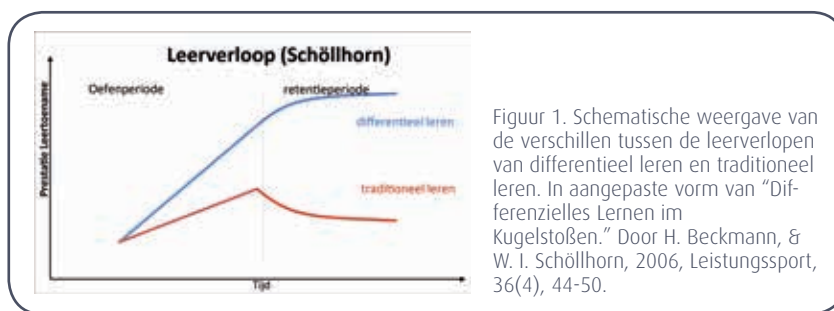 Leerverloop (Schöllhorn)
Oefenperiode
retentieperiode
differentieel leren
traditioneel leren
Prestatie Leertoename
Tijd
Figuur 1. Schematische weergave van
de verschillen tussen de leerverlopen
van differentieel leren en traditioneel
leren. In aangepaste vorm van “Dif-
ferenzielles Lernen im
Kugelstoßen.” Door H. Beckmann, &
W. I. Schöllhorn, 2006, Leistungssport,
36(4), 44-50.